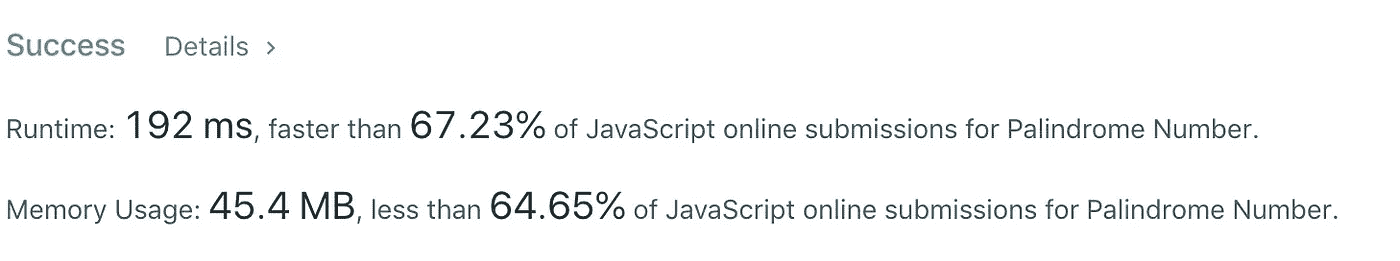 Success Details >
Runtime: 192 ms, faster than 67.23% of JavaScript online submissions for Palindrome Number.
Memory Usage: 45.4 MB, less than 64.65% of JavaScript online submissions for Palindrome Number.